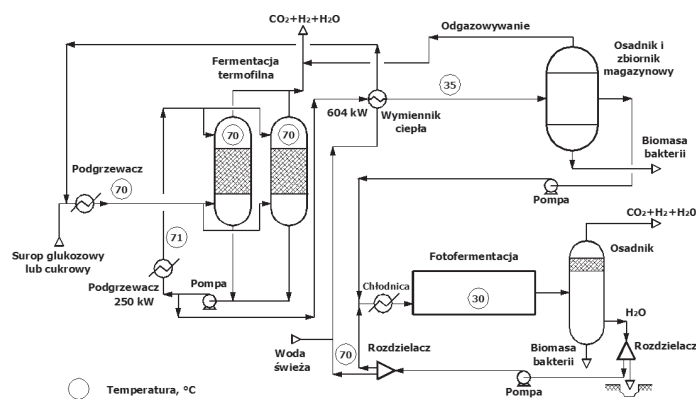 CO₂+H₂+H₂O
Odgazowywanie
Osadnik i
zbiornik
magazynowy
Fermentacja
termofilna
35
604 kW
Wymiennik
ciepła
70
70
Podgrzewacz
70
Biomasa
bakterii
Pompa
CO₂+H₂+H₂0
Surop glukozowy
lub cukrowy
71
Osadnik
Fotofermentacja
Podgrzewacz
250 kW
Pompa
Chłodnica
30
H₂O
Woda
świeża
70
Rozdzielacz
Biomasa
bakterii
Rozdzielacz
Pompa
Temperatura, °C